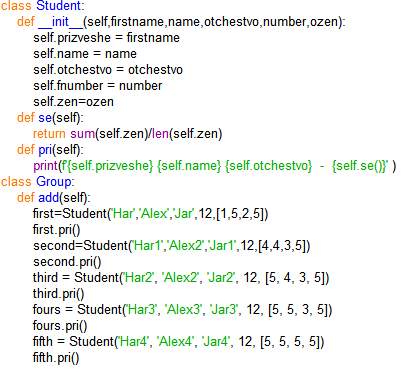 class Student:
def __init__(self,firstname,name,otchestvo,number,ozen):
self.prizveshe = firstname
self.name = name
self.otchestvo = otchestvo
self.fnumber = number
self.zen=ozen
def se(self):
return sum(self.zen)/len(self.zen)
def pri(self):
print(f'{self.prizveshe} {self.name} {self.otchestvo}  -  {self.se()}' )
class Group:
def add(self):
first=Student('Har','Alex','Jar',12,[1,5,2,5])
first.pri()
second=Student('Har1','Alex2','Jar1',12,[4,4,3,5])
second.pri()
third = Student('Har2', 'Alex2', 'Jar2', 12, [5, 4, 3, 5])
third.pri()
fours = Student('Har3', 'Alex3', 'Jar3', 12, [5, 5, 3, 5])
fours.pri()
fifth = Student('Har4', 'Alex4', 'Jar4', 12, [5, 5, 5, 5])
fifth.pri()